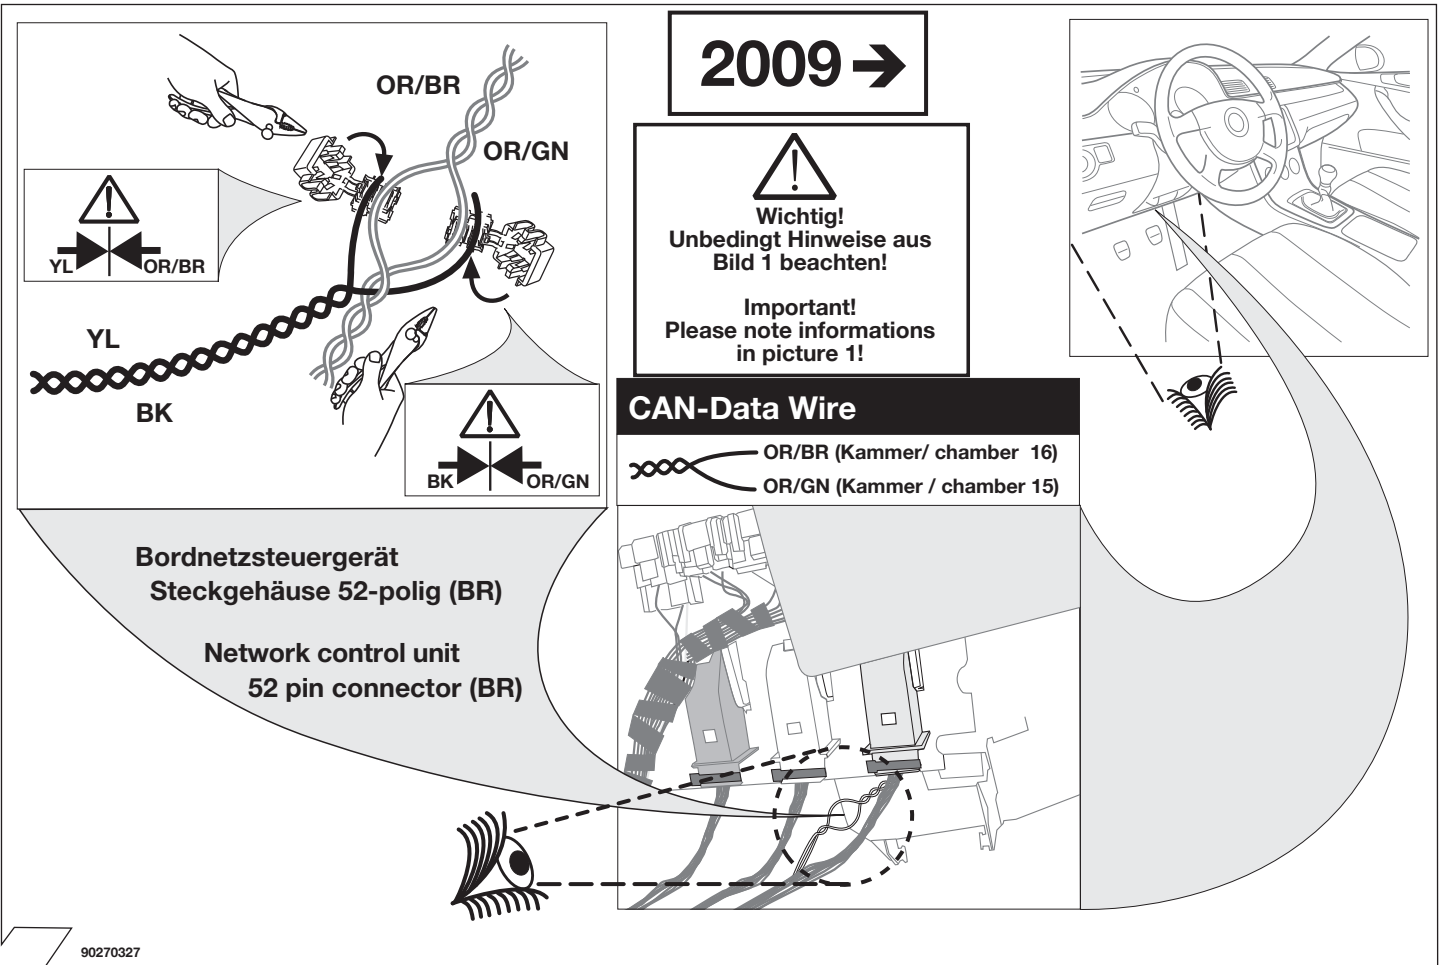 2009 ➔
OR/BR
OR/GN
YL
OR/BR
YL
BK
BK
OR/GN
Wichtig!
Unbedingt Hinweise aus
Bild 1 beachten!
Important!
Please note informations
in picture 1!
CAN-Data Wire
OR/BR (Kammer/ chamber 16)
OR/GN (Kammer / chamber 15)
Bordnetzsteuergerät
Steckgehäuse 52-polig (BR)
Network control unit
52 pin connector (BR)
90270327